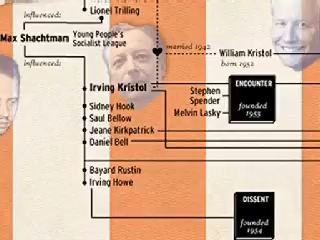 Lionel Trilling
influenced:
Max Shachtman
Young People's
Socialist League
married 1942
William Kristol
born 1952
influenced:
Irving Kristol
Stephen
Spender
Melvin Lasky
ENCOUNTER
founded
1953
Sidney Hook
Saul Bellow
Jeane Kirkpatrick
Daniel Bell
Bayard Rustin
Irving Howe
DISSENT
founded
1954